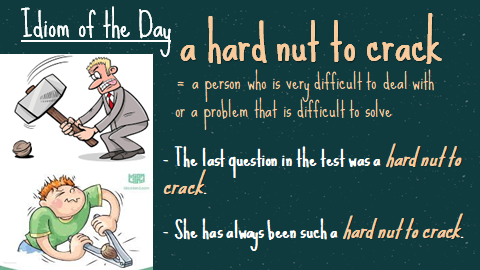 Idiom of the Day
a hard nut to crack
= a person who is very difficult to deal with
or a problem that is difficult to solve
- The last question in the test was a hard nut to
crack.
- She has always been such a hard nut to crack.